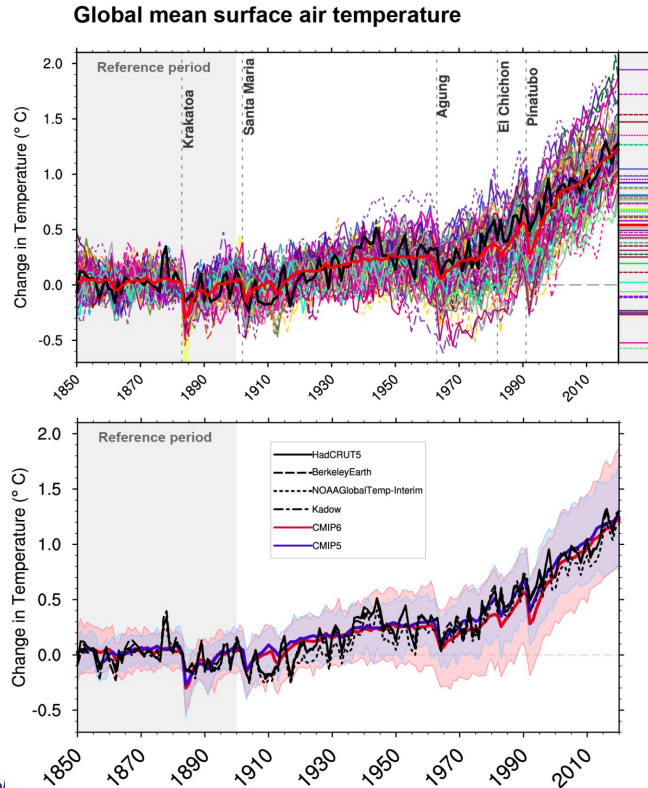 Global mean surface air temperature
Change in Temperature (° C)
2.0
1.5
1.0
0.5
0.0
-0.5
Reference period
Krakatoa
Santa Maria
Agung
El Chichon
Pinatubo
1850
1870
1890
1910
1930
1950
1970
1990
2010
Change in Temperature (° C)
2.0
1.5
1.0
0.5
0.0
-0.5
Reference period
HadCRUT5
BerkeleyEarth
NOAAGlobalTemp-Interim
Kadow
CMIP6
CMIP5
1850
1870
1890
1910
1930
1950
1970
1990
2010